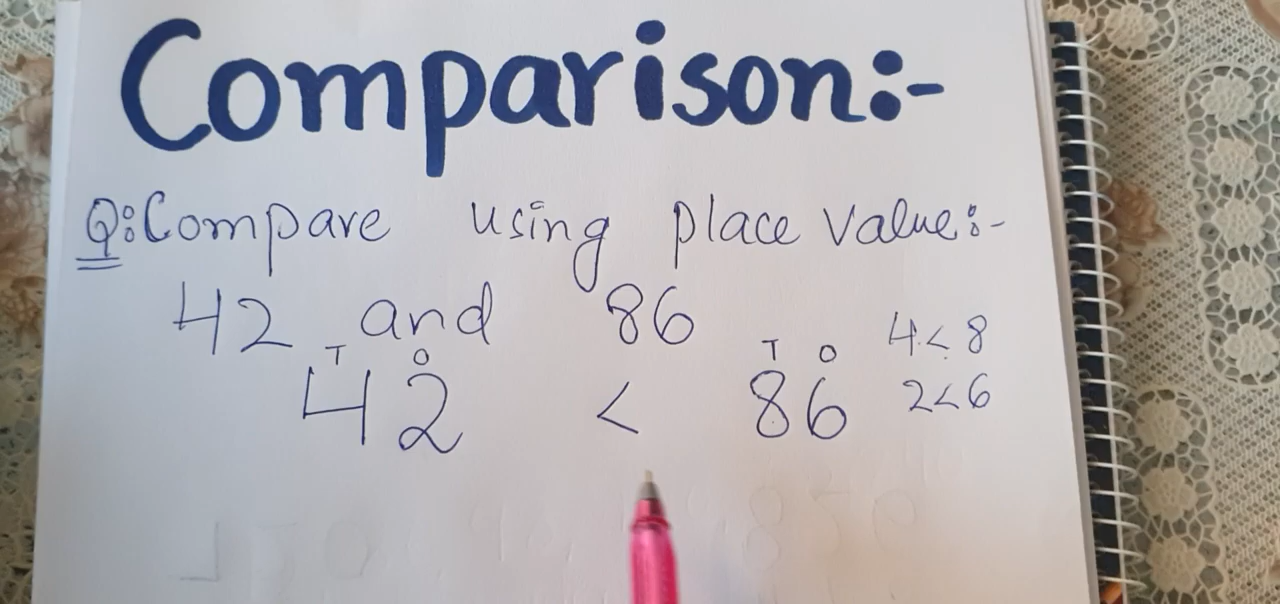 Comparison:-
Q: Compare using place value:-
42 and 86
T O T O 4 < 8
42 < 86 2 < 6